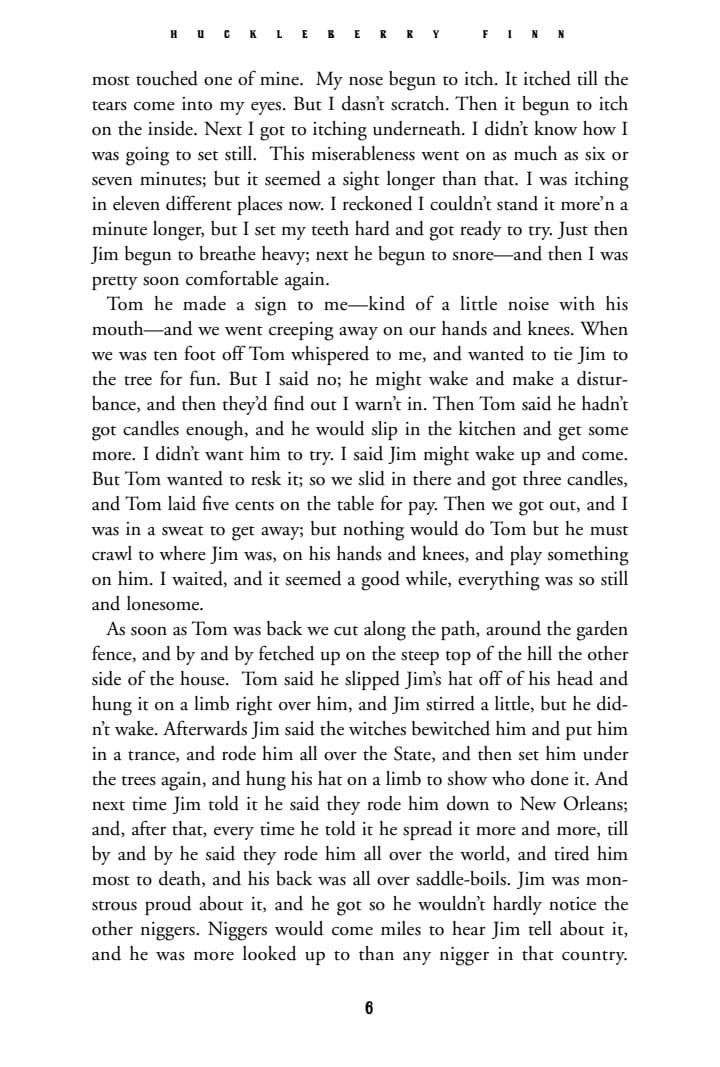 HUCKLEBERRY FINN
most touched one of mine.  My nose begun to itch. It itched till the
tears come into my eyes. But I dasn’t scratch. Then it begun to itch
on the inside. Next I got to itching underneath. I didn’t know how I
was going to set still.  This miserableness went on as much as six or
seven minutes; but it seemed a sight longer than that. I was itching
in eleven different places now. I reckoned I couldn’t stand it more’n a
minute longer, but I set my teeth hard and got ready to try. Just then
Jim begun to breathe heavy; next he begun to snore—and then I was
pretty soon comfortable again.
Tom he made a sign to me—kind of a little noise with his
mouth—and we went creeping away on our hands and knees. When
we was ten foot off Tom whispered to me, and wanted to tie Jim to
the tree for fun. But I said no; he might wake and make a distur-
bance, and then they’d find out I warn’t in. Then Tom said he hadn’t
got candles enough, and he would slip in the kitchen and get some
more. I didn’t want him to try. I said Jim might wake up and come.
But Tom wanted to resk it; so we slid in there and got three candles,
and Tom laid five cents on the table for pay. Then we got out, and I
was in a sweat to get away; but nothing would do Tom but he must
crawl to where Jim was, on his hands and knees, and play something
on him. I waited, and it seemed a good while, everything was so still
and lonesome.
As soon as Tom was back we cut along the path, around the garden
fence, and by and by fetched up on the steep top of the hill the other
side of the house.  Tom said he slipped Jim’s hat off of his head and
hung it on a limb right over him, and Jim stirred a little, but he did-
n’t wake. Afterwards Jim said the witches bewitched him and put him
in a trance, and rode him all over the State, and then set him under
the trees again, and hung his hat on a limb to show who done it. And
next time Jim told it he said they rode him down to New Orleans;
and, after that, every time he told it he spread it more and more, till
by and by he said they rode him all over the world, and tired him
most to death, and his back was all over saddle-boils. Jim was mon-
strous proud about it, and he got so he wouldn’t hardly notice the
other niggers. Niggers would come miles to hear Jim tell about it,
and he was more looked up to than any nigger in that country.
6